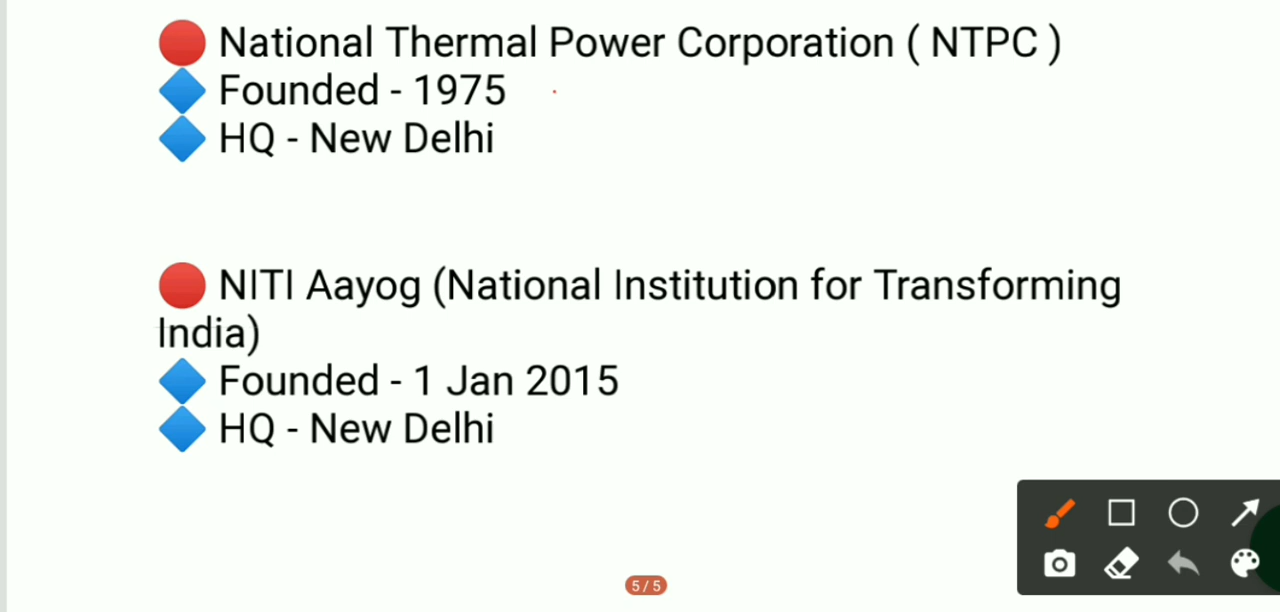 🔴 National Thermal Power Corporation ( NTPC )
🔷 Founded - 1975
🔷 HQ - New Delhi
🔴 NITI Aayog (National Institution for Transforming
India)
🔷 Founded - 1 Jan 2015
🔷 HQ - New Delhi
5 / 5